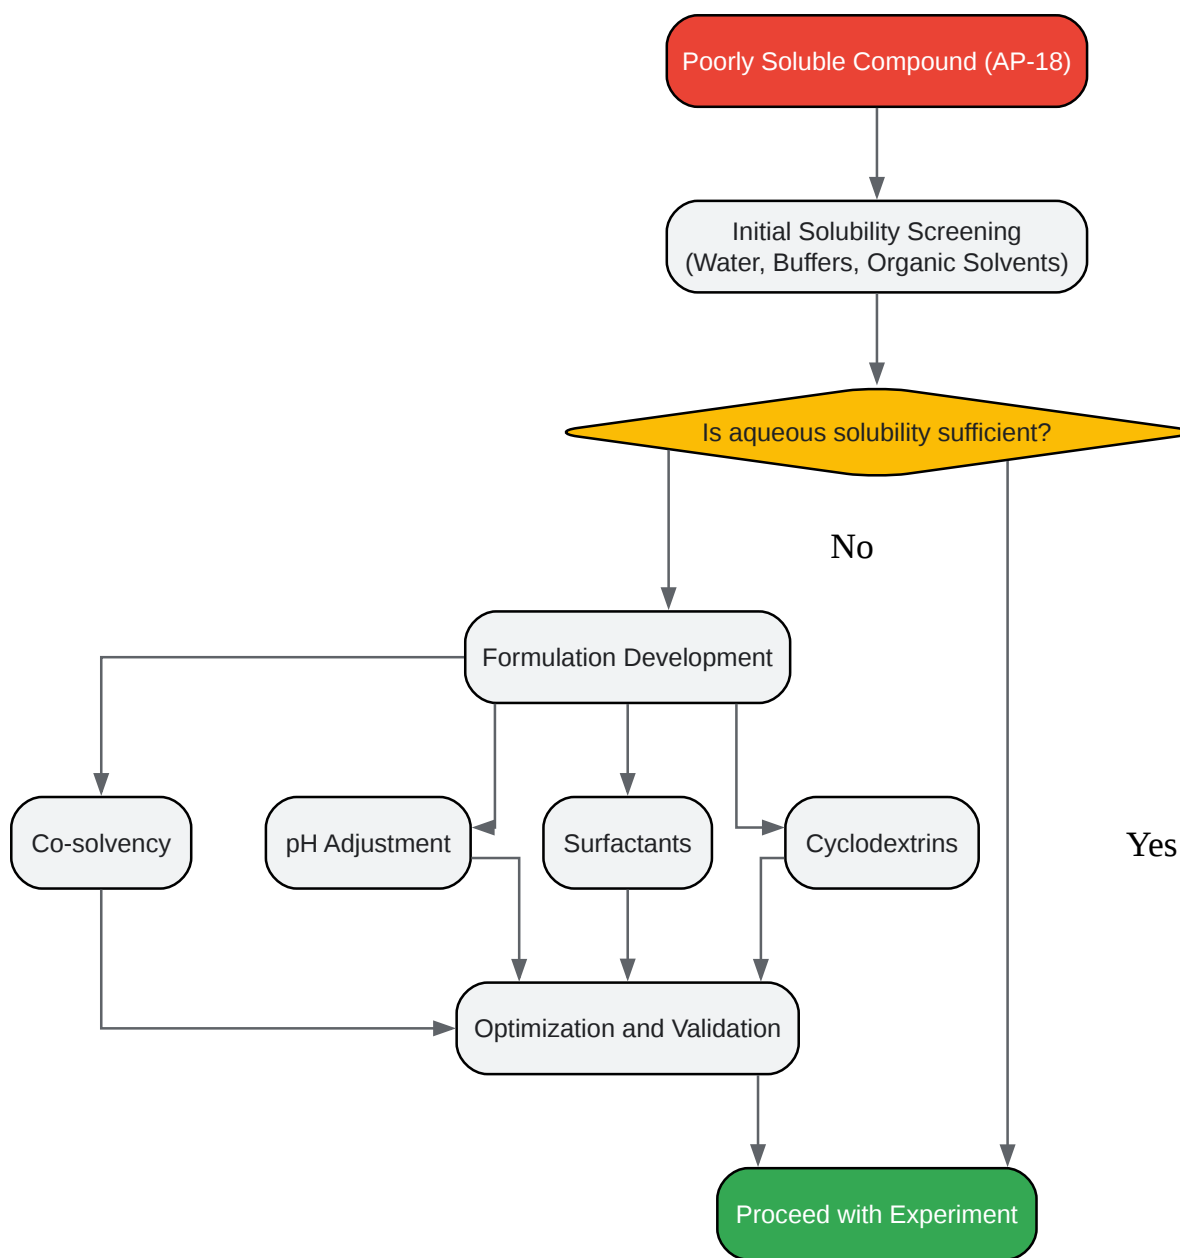 Poorly Soluble Compound (AP-18)
Initial Solubility Screening
(Water, Buffers, Organic Solvents)
Is aqueous solubility sufficient?
No
Formulation Development
Co-solvency
pH Adjustment
Surfactants
Cyclodextrins
Yes
Optimization and Validation
Proceed with Experiment